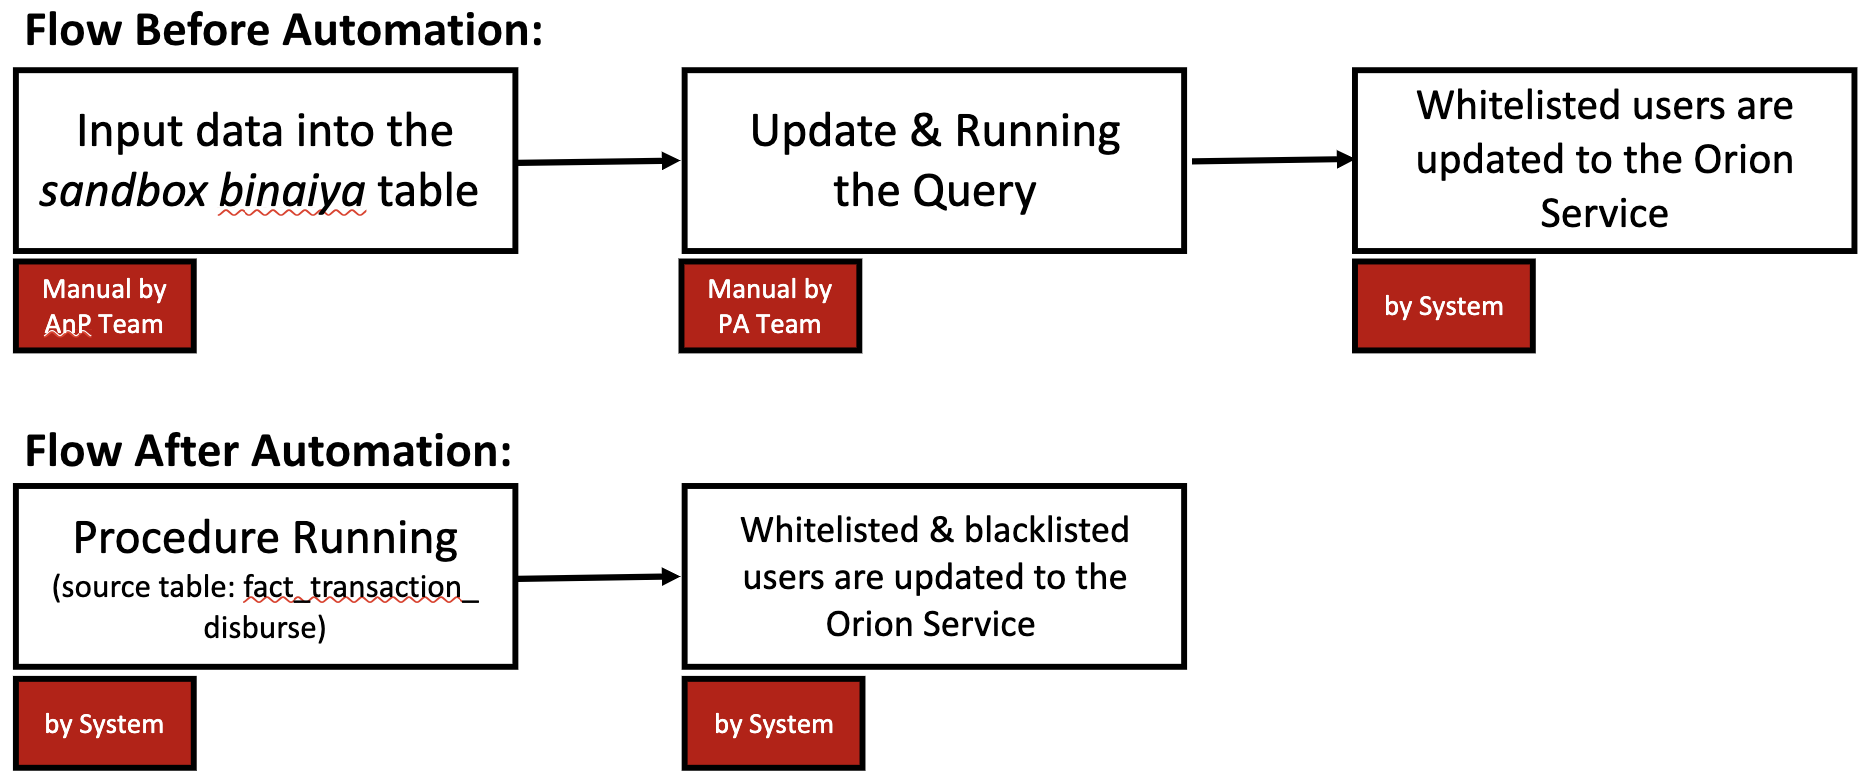 Flow Before Automation:
Input data into the
sandbox binaiya table
Manual by
AnP Team
Update & Running
the Query
Manual by
PA Team
Whitelisted users are
updated to the Orion
Service
by System
Flow After Automation:
Procedure Running
(source table: fact_transaction_
disburse)
by System
Whitelisted & blacklisted
users are updated to the
Orion Service
by System